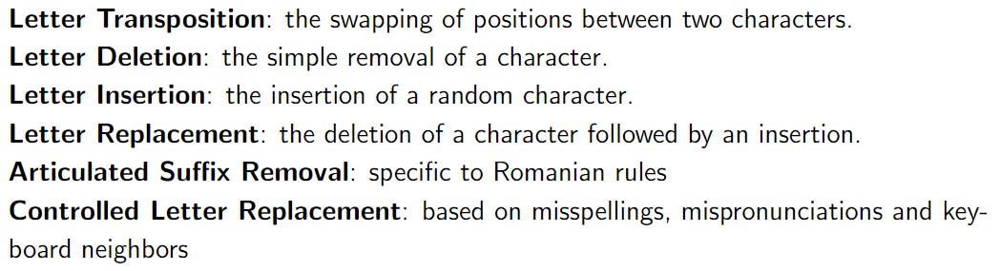 Letter Transposition: the swapping of positions between two characters.
Letter Deletion: the simple removal of a character.
Letter Insertion: the insertion of a random character.
Letter Replacement: the deletion of a character followed by an insertion.
Articulated Suffix Removal: specific to Romanian rules
Controlled Letter Replacement: based on misspellings, mispronunciations and key-
board neighbors